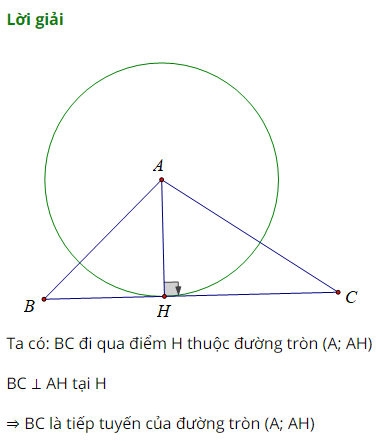 Lời giải
A
B
H
C
Ta có: BC đi qua điểm H thuộc đường tròn (A; AH)
BC ⊥ AH tại H
⇒ BC là tiếp tuyến của đường tròn (A; AH)